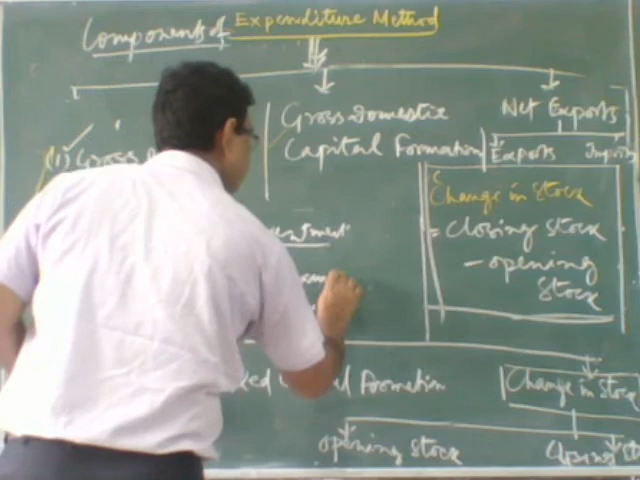 Components of Expenditure Method
(1) Gross
Gross Domestic
Capital Formation
Net Exports
Exports Imports
Change in Stock
= Closing Stock
- opening
Stock
Capital Formation
Change in Stock
opening Stock
Closing